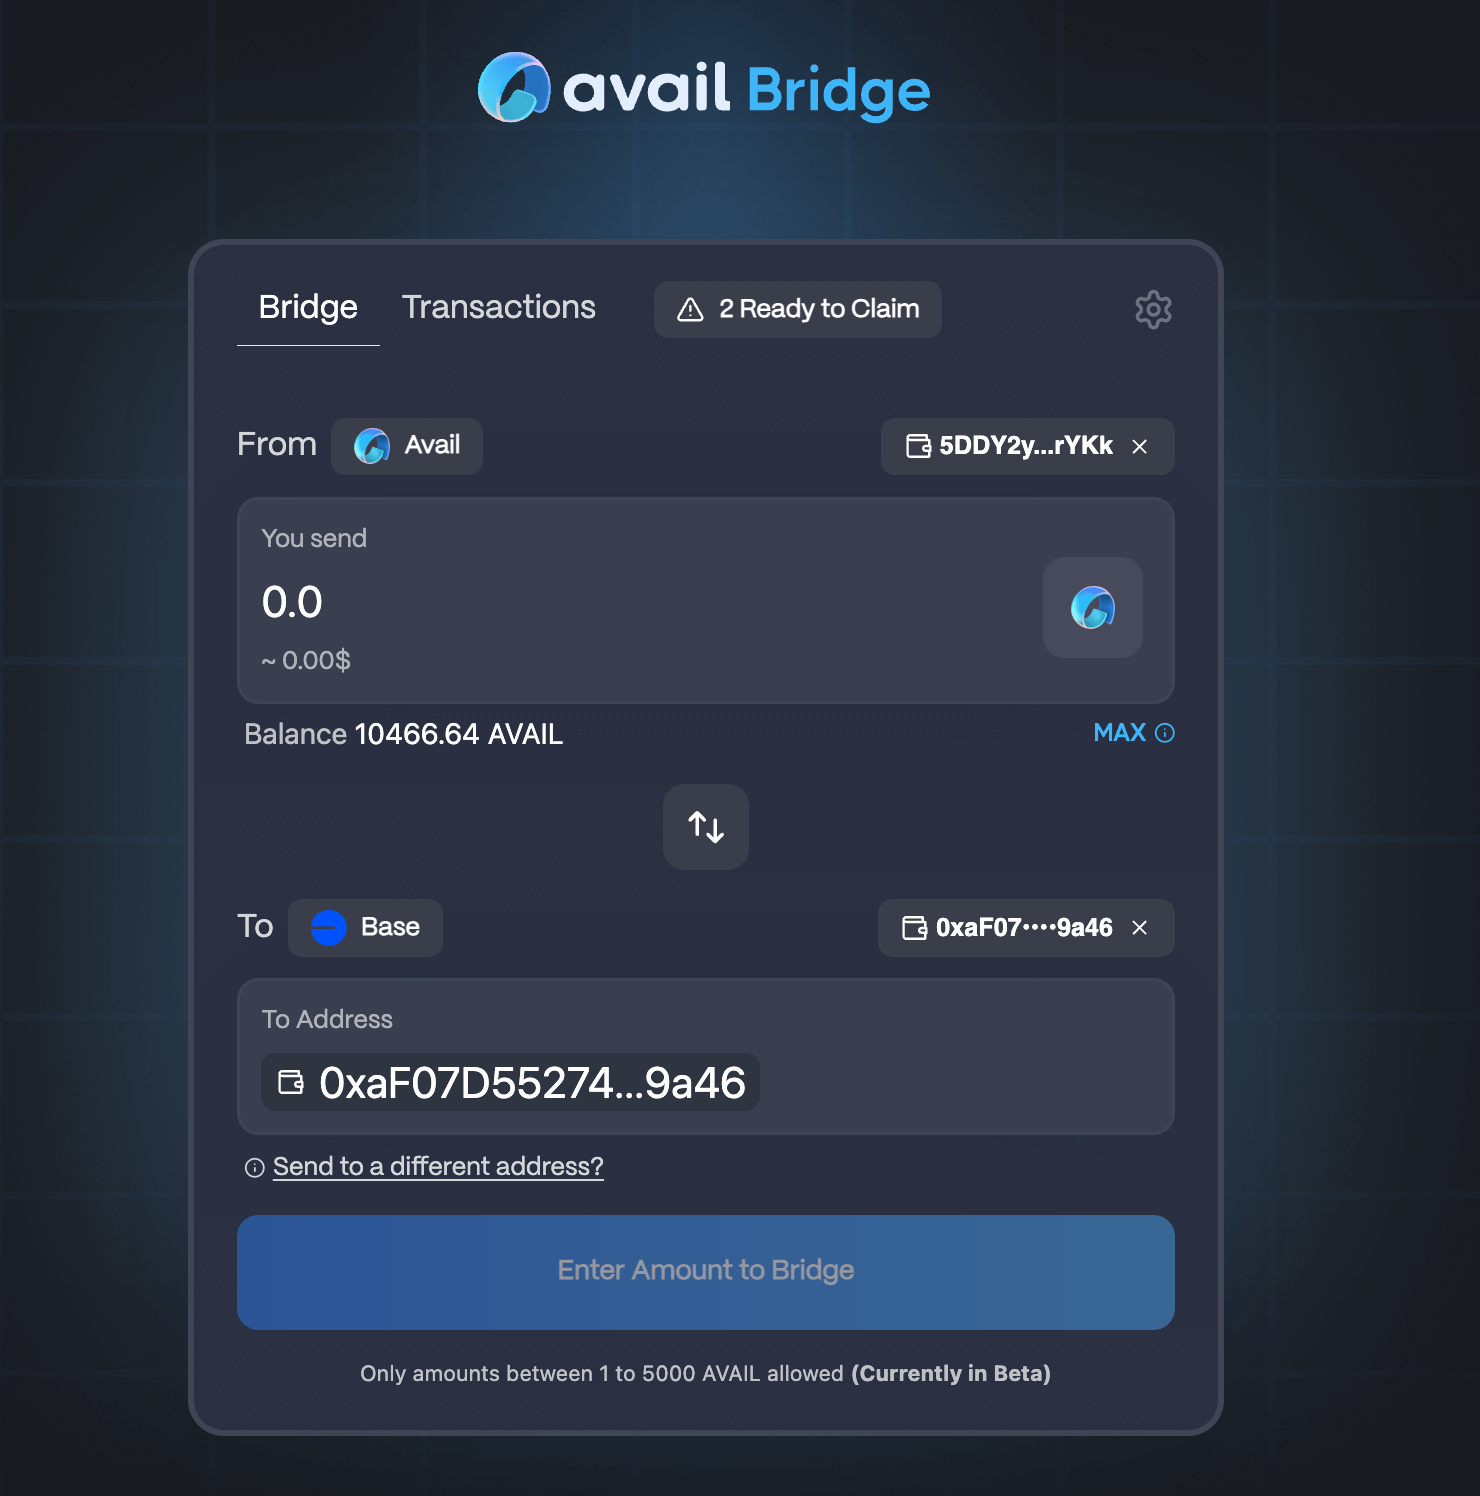 avail Bridge
Bridge Transactions 2 Ready to Claim
From Avail 5DDY2y...rYKk
You send
0.0
~ 0.00$
Balance 10466.64 AVAIL MAX
To Base 0xaF07····9a46
To Address
0xaF07D55274...9a46
Send to a different address?
Enter Amount to Bridge
Only amounts between 1 to 5000 AVAIL allowed (Currently in Beta)